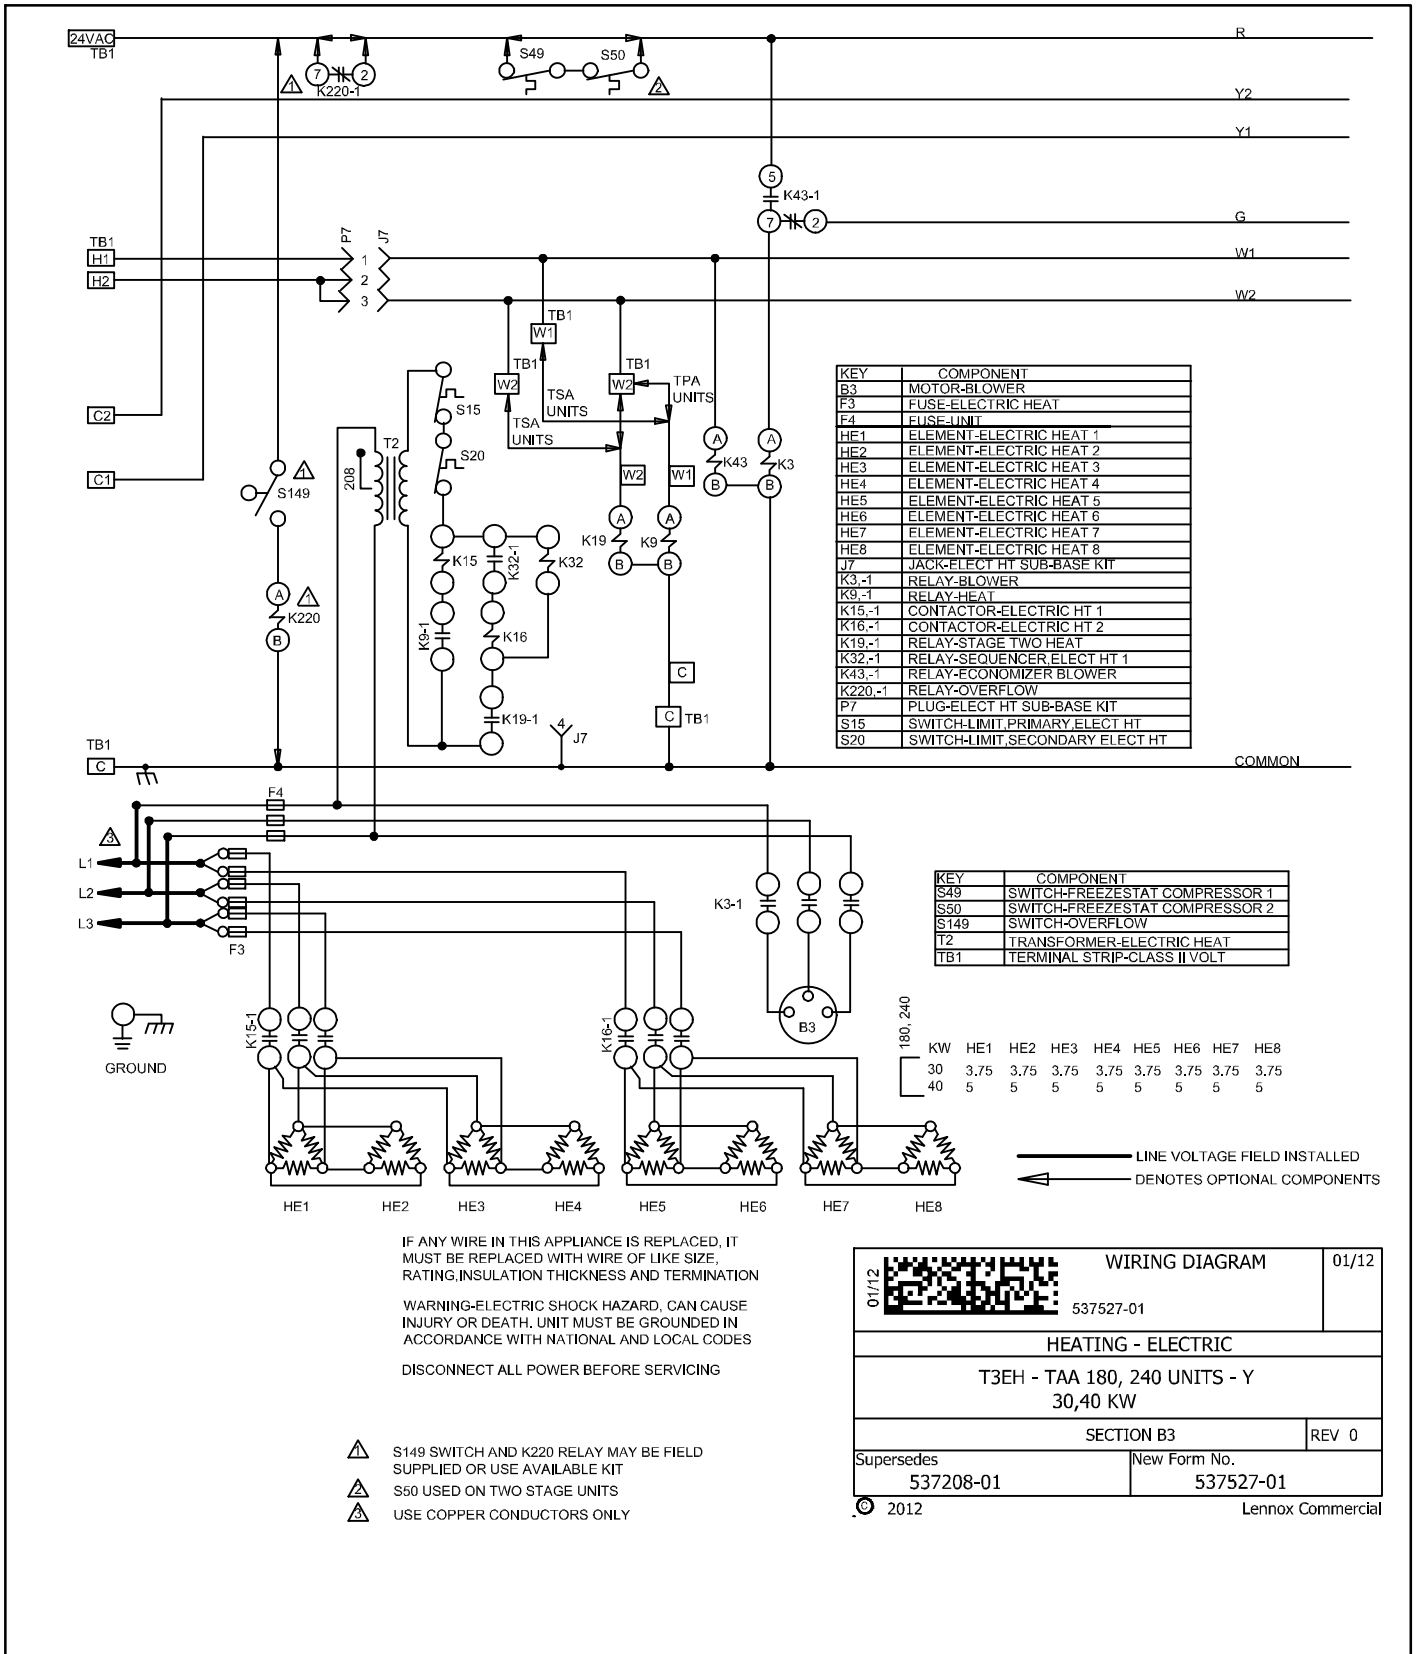 24VAC
TB1
R
K220-1
7
2
1
S49
S50
2
Y2
Y1
5
K43-1
7
2
G
TB1
H1
H2
P7
J7
1
2
3
W1
W2
TB1
W1
TB1
W2
TB1
W2
TSA
UNITS
TSA
UNITS
TPA
UNITS
C2
C1
208
T2
S15
S20
1
S149
W2
W1
A
K43
B
A
K3
B
A
K19
B
A
K9
B
K15
K32-1
K32
K9-1
K16
K19-1
A
1
K220
B
4
J7
C
C
TB1
TB1
C
COMMON
KEY COMPONENT
B3 MOTOR-BLOWER
F3 FUSE-ELECTRIC HEAT
F4 FUSE-UNIT
HE1 ELEMENT-ELECTRIC HEAT 1
HE2 ELEMENT-ELECTRIC HEAT 2
HE3 ELEMENT-ELECTRIC HEAT 3
HE4 ELEMENT-ELECTRIC HEAT 4
HE5 ELEMENT-ELECTRIC HEAT 5
HE6 ELEMENT-ELECTRIC HEAT 6
HE7 ELEMENT-ELECTRIC HEAT 7
HE8 ELEMENT-ELECTRIC HEAT 8
J7 JACK-ELECT HT SUB-BASE KIT
K3,-1 RELAY-BLOWER
K9,-1 RELAY-HEAT
K15,-1 CONTACTOR-ELECTRIC HT 1
K16,-1 CONTACTOR-ELECTRIC HT 2
K19,-1 RELAY-STAGE TWO HEAT
K32,-1 RELAY-SEQUENCER,ELECT HT 1
K43,-1 RELAY-ECONOMIZER BLOWER
K220,-1 RELAY-OVERFLOW
P7 PLUG-ELECT HT SUB-BASE KIT
S15 SWITCH-LIMIT,PRIMARY,ELECT HT
S20 SWITCH-LIMIT,SECONDARY ELECT HT
F4
3
L1
L2
L3
F3
K3-1
KEY COMPONENT
S49 SWITCH-FREEZESTAT COMPRESSOR 1
S50 SWITCH-FREEZESTAT COMPRESSOR 2
S149 SWITCH-OVERFLOW
T2 TRANSFORMER-ELECTRIC HEAT
TB1 TERMINAL STRIP-CLASS II VOLT
GROUND
K15-1
K16-1
B3
180, 240
KW HE1 HE2 HE3 HE4 HE5 HE6 HE7 HE8
30 3.75 3.75 3.75 3.75 3.75 3.75 3.75 3.75
40 5 5 5 5 5 5 5 5
LINE VOLTAGE FIELD INSTALLED
DENOTES OPTIONAL COMPONENTS
HE1 HE2 HE3 HE4 HE5 HE6 HE7 HE8
IF ANY WIRE IN THIS APPLIANCE IS REPLACED, IT
MUST BE REPLACED WITH WIRE OF LIKE SIZE,
RATING,INSULATION THICKNESS AND TERMINATION
WARNING-ELECTRIC SHOCK HAZARD, CAN CAUSE
INJURY OR DEATH. UNIT MUST BE GROUNDED IN
ACCORDANCE WITH NATIONAL AND LOCAL CODES
DISCONNECT ALL POWER BEFORE SERVICING
1 S149 SWITCH AND K220 RELAY MAY BE FIELD
SUPPLIED OR USE AVAILABLE KIT
2 S50 USED ON TWO STAGE UNITS
3 USE COPPER CONDUCTORS ONLY
01/12
WIRING DIAGRAM
01/12
537527-01
HEATING - ELECTRIC
T3EH - TAA 180, 240 UNITS - Y
30,40 KW
SECTION B3
REV 0
Supersedes
537208-01
New Form No.
537527-01
© 2012
Lennox Commercial